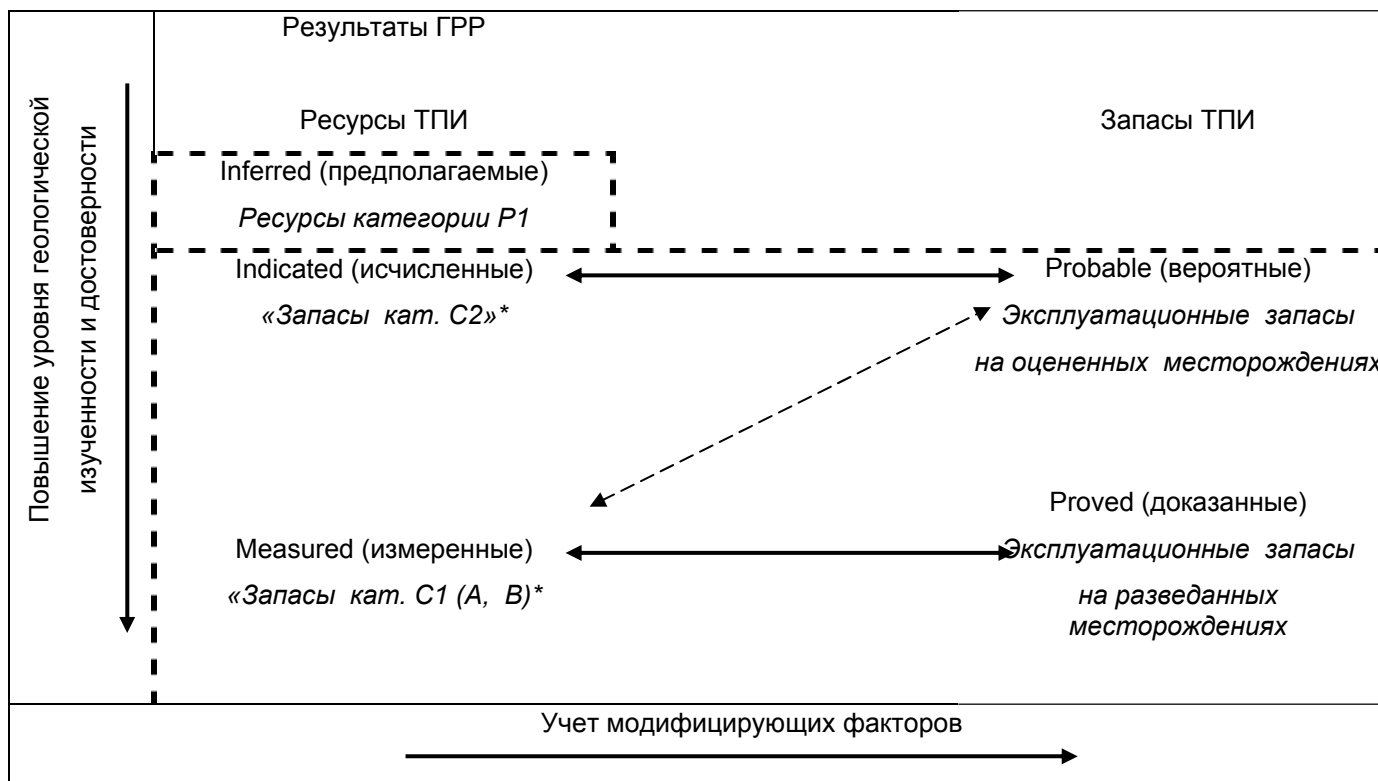 Результаты ГРР
Повышение уровня геологической
изученности и достоверности
Ресурсы ТПИ
Запасы ТПИ
Inferred (предполагаемые)
Ресурсы категории Р1
Indicated (исчисленные)
«Запасы кат. С2»*
Probable (вероятные)
Эксплуатационные запасы
на оцененных месторождениях
Measured (измеренные)
«Запасы кат. С1 (А, В)*
Proved (доказанные)
Эксплуатационные запасы
на разведанных
месторождениях
Учет модифицирующих факторов